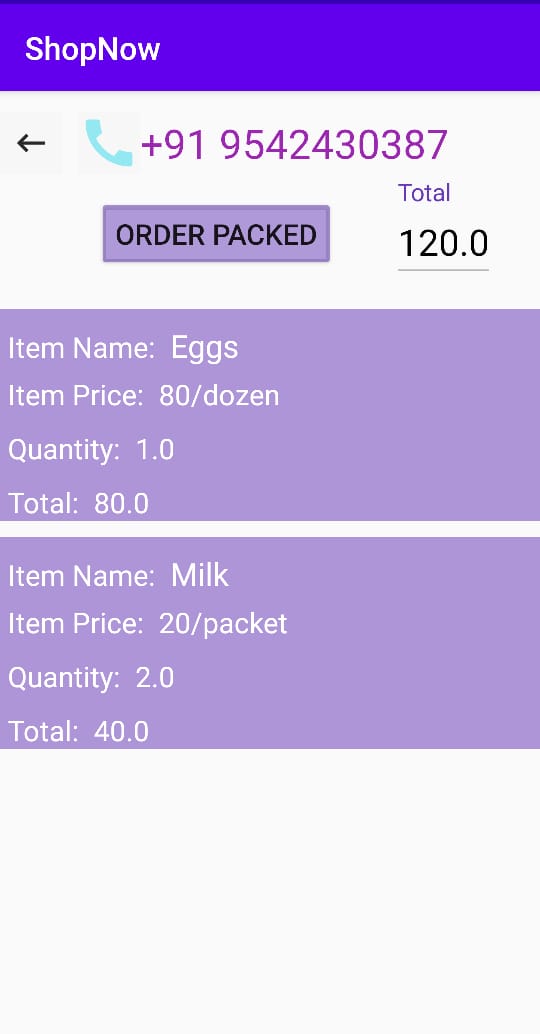 ShopNow
+91 9542430387
Total
ORDER PACKED
120.0
Item Name: Eggs
Item Price: 80/dozen
Quantity: 1.0
Total: 80.0
Item Name: Milk
Item Price: 20/packet
Quantity: 2.0
Total: 40.0